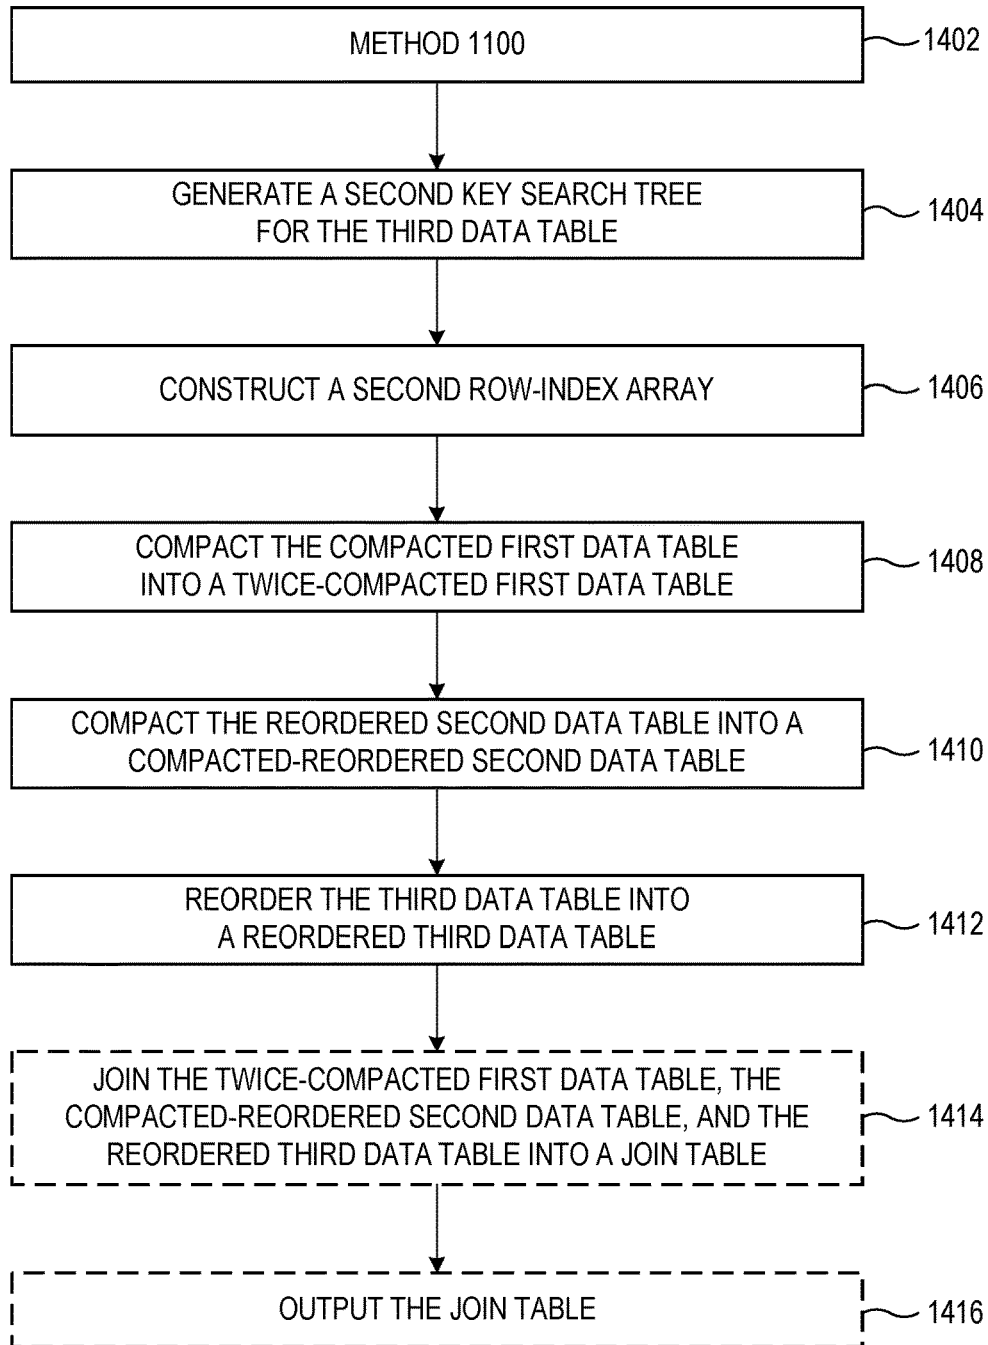 METHOD 1100
1402
GENERATE A SECOND KEY SEARCH TREE
FOR THE THIRD DATA TABLE
1404
CONSTRUCT A SECOND ROW-INDEX ARRAY
1406
COMPACT THE COMPACTED FIRST DATA TABLE
INTO A TWICE-COMPACTED FIRST DATA TABLE
1408
COMPACT THE REORDERED SECOND DATA TABLE INTO A
COMPACTED-REORDERED SECOND DATA TABLE
1410
REORDER THE THIRD DATA TABLE INTO
A REORDERED THIRD DATA TABLE
1412
JOIN THE TWICE-COMPACTED FIRST DATA TABLE, THE
COMPACTED-REORDERED SECOND DATA TABLE, AND THE
REORDERED THIRD DATA TABLE INTO A JOIN TABLE
1414
OUTPUT THE JOIN TABLE
1416